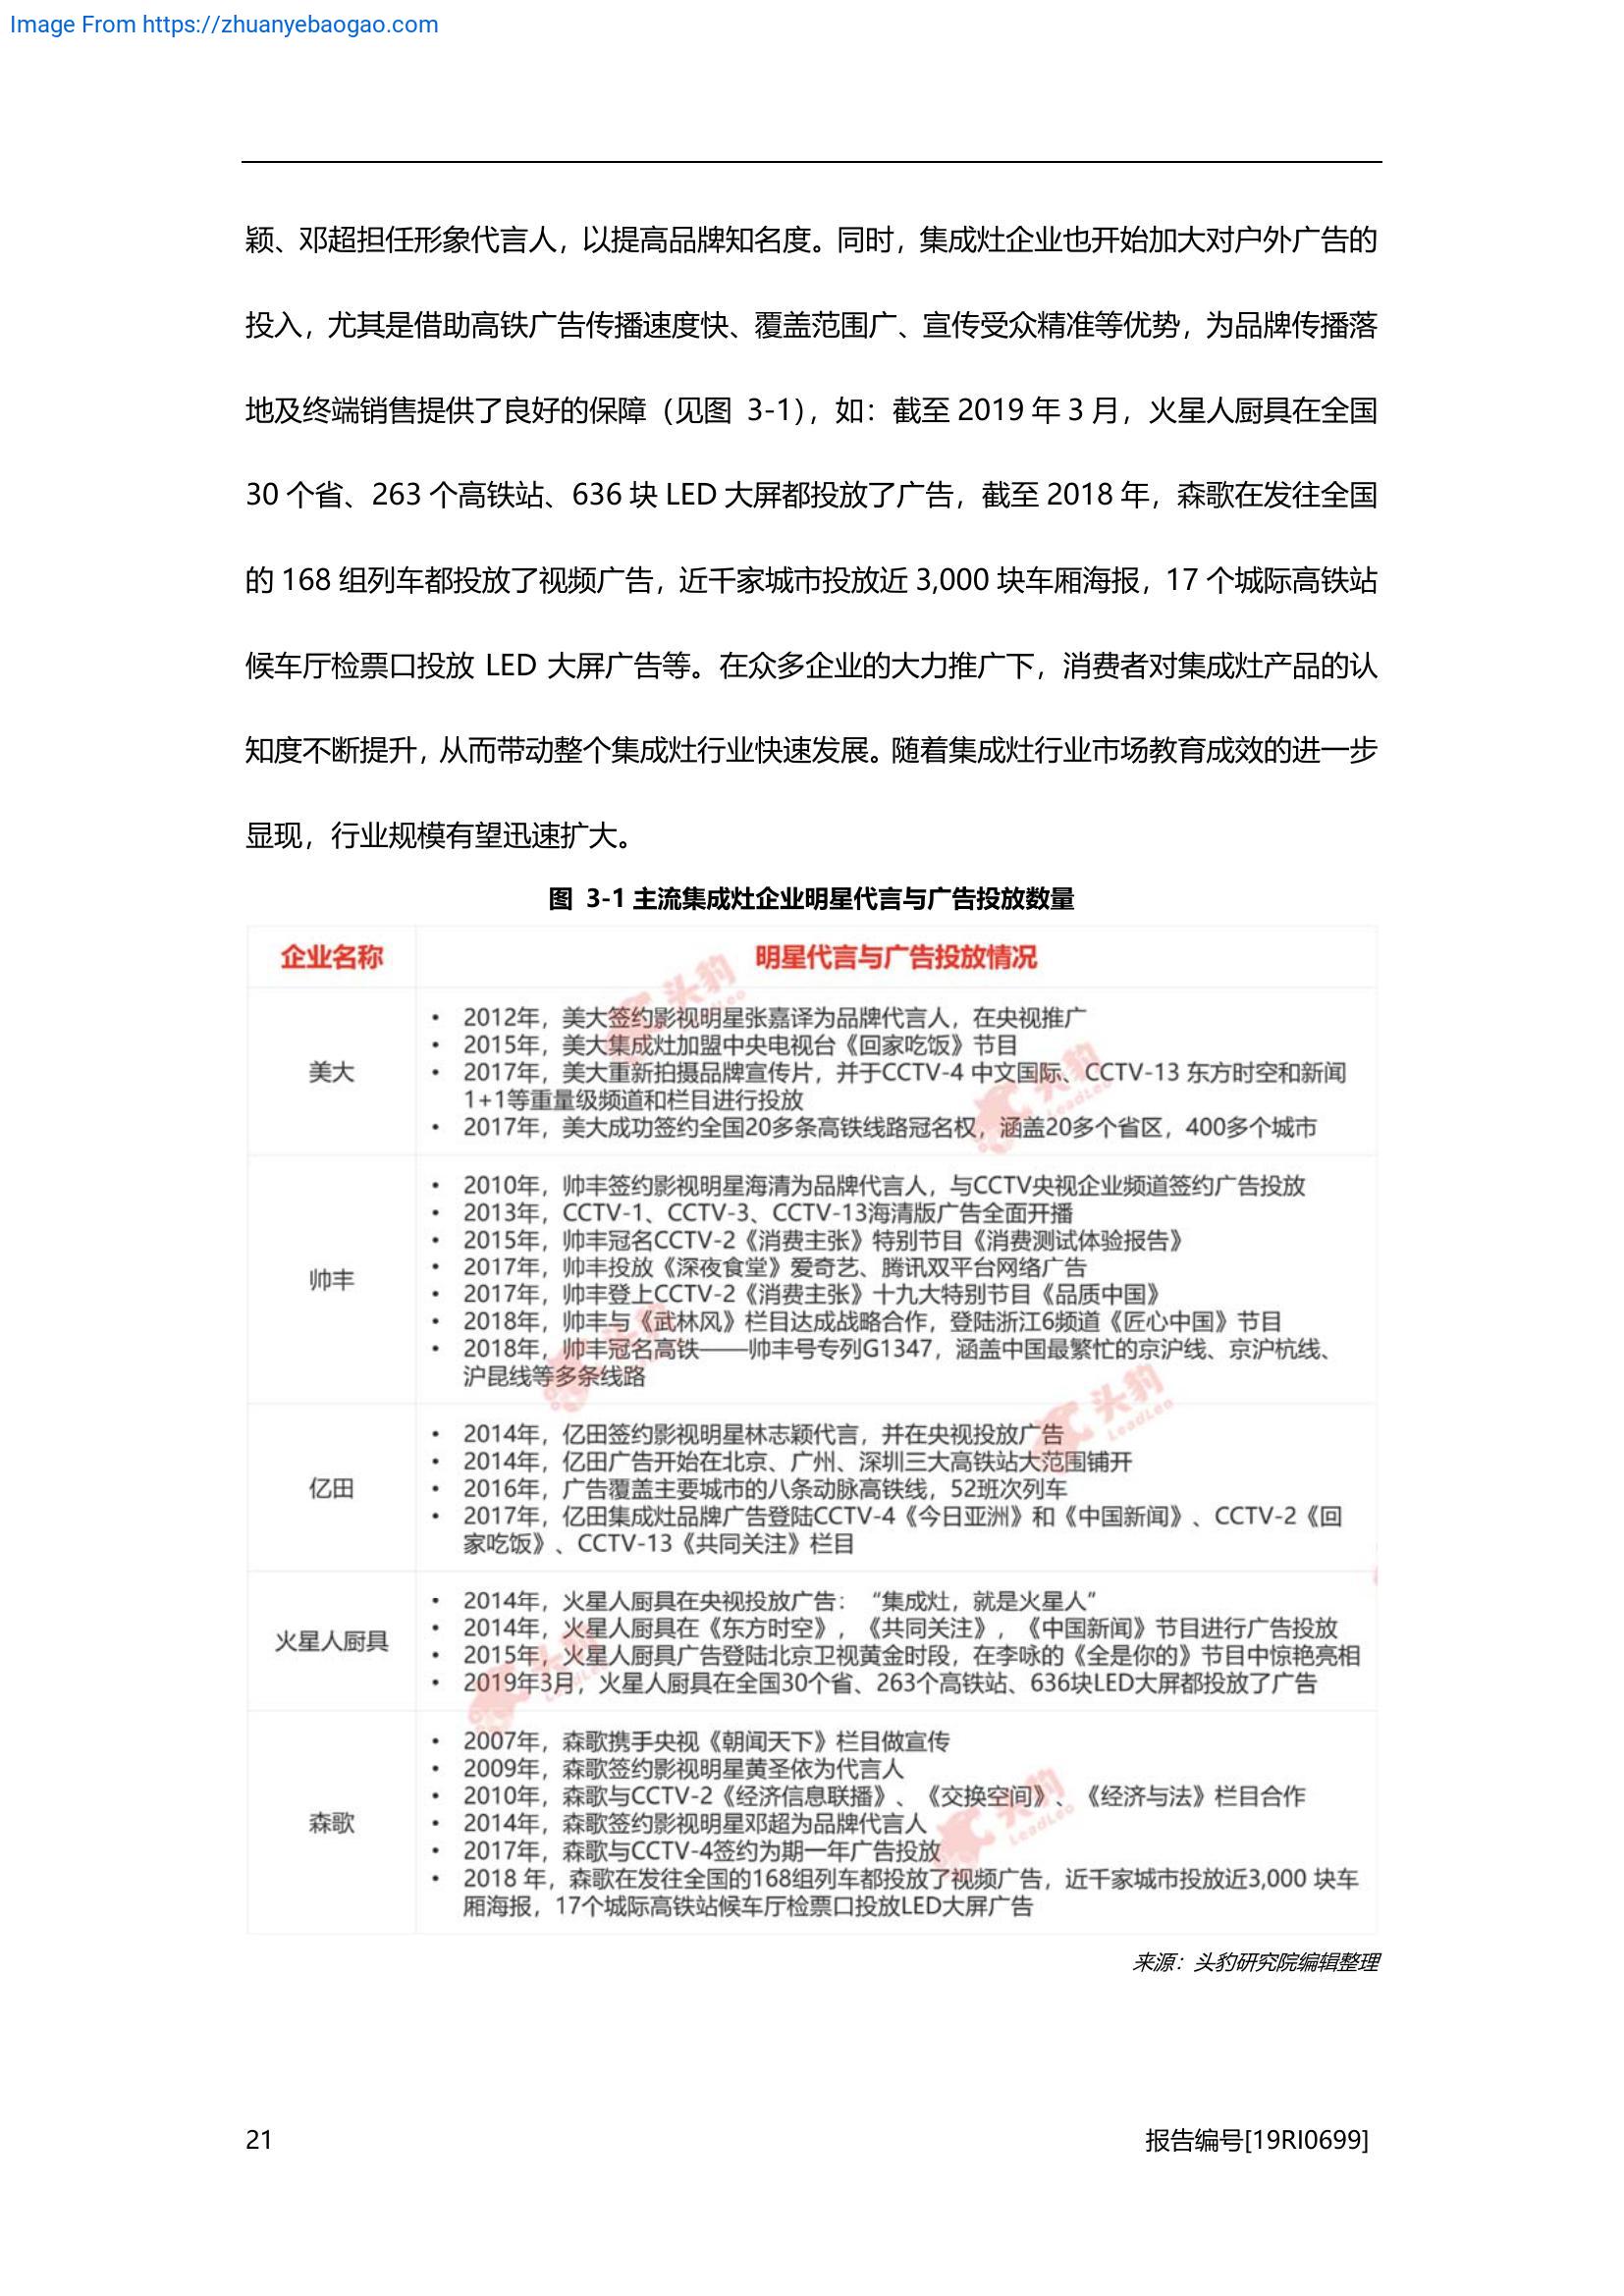 Image From https://zhuanyebaogao.com
颖、邓超担任形象代言人，以提高品牌知名度。同时，集成灶企业也开始加大对户外广告的
投入，尤其是借助高铁广告传播速度快、覆盖范围广、宣传受众精准等优势，为品牌传播落
地及终端销售提供了良好的保障（见图 3-1），如：截至 2019 年 3 月，火星人厨具在全国
30 个省、263 个高铁站、636 块 LED 大屏都投放了广告，截至 2018 年，森歌在发往全国
的 168 组列车都投放了视频广告，近千家城市投放近 3,000 块车厢海报，17 个城际高铁站
候车厅检票口投放 LED 大屏广告等。在众多企业的大力推广下，消费者对集成灶产品的认
知度不断提升，从而带动整个集成灶行业快速发展。随着集成灶行业市场教育成效的进一步
显现，行业规模有望迅速扩大。
图 3-1 主流集成灶企业明星代言与广告投放数量
企业名称 明星代言与广告投放情况
美大
• 2012年，美大签约影视明星张嘉译为品牌代言人，在央视推广
• 2015年，美大集成灶加盟中央电视台《回家吃饭》节目
• 2017年，美大重新拍摄品牌宣传片，并于CCTV-4 中文国际、CCTV-13 东方时空和新闻
1+1等重量级频道和栏目进行投放
• 2017年，美大成功签约全国20多条高铁线路冠名权，涵盖20多个省区，400多个城市
帅丰
• 2010年，帅丰签约影视明星海清为品牌代言人，与CCTV央视企业频道签约广告投放
• 2013年，CCTV-1、CCTV-3、CCTV-13海清版广告全面开播
• 2015年，帅丰冠名CCTV-2《消费主张》特别节目《消费测试体验报告》
• 2017年，帅丰投放《深夜食堂》爱奇艺、腾讯双平台网络广告
• 2017年，帅丰登上CCTV-2《消费主张》十九大特别节目《品质中国》
• 2018年，帅丰与《武林风》栏目达成战略合作，登陆浙江6频道《匠心中国》节目
• 2018年，帅丰冠名高铁——帅丰号专列G1347，涵盖中国最繁忙的京沪线、京沪杭线、
沪昆线等多条线路
亿田
• 2014年，亿田签约影视明星林志颖代言，并在央视投放广告
• 2014年，亿田广告开始在北京、广州、深圳三大高铁站大范围铺开
• 2016年，广告覆盖主要城市的八条动脉高铁线，52班次列车
• 2017年，亿田集成灶品牌广告登陆CCTV-4《今日亚洲》和《中国新闻》、CCTV-2《回
家吃饭》、CCTV-13《共同关注》栏目
火星人厨具
• 2014年，火星人厨具在央视投放广告：“集成灶，就是火星人”
• 2014年，火星人厨具在《东方时空》，《共同关注》，《中国新闻》节目进行广告投放
• 2015年，火星人厨具广告登陆北京卫视黄金时段，在李咏的《全是你的》节目中惊艳亮相
• 2019年3月，火星人厨具在全国30个省、263个高铁站、636块LED大屏都投放了广告
森歌
• 2007年，森歌携手央视《朝闻天下》栏目做宣传
• 2009年，森歌签约影视明星黄圣依为代言人
• 2010年，森歌与CCTV-2《经济信息联播》、《交换空间》、《经济与法》栏目合作
• 2014年，森歌签约影视明星邓超为品牌代言人
• 2017年，森歌与CCTV-4签约为期一年广告投放
• 2018 年，森歌在发往全国的168组列车都投放了视频广告，近千家城市投放近3,000 块车
厢海报，17个城际高铁站候车厅检票口投放LED大屏广告
头豹 LeadLeo
来源：头豹研究院编辑整理
21 报告编号[19RI0699]